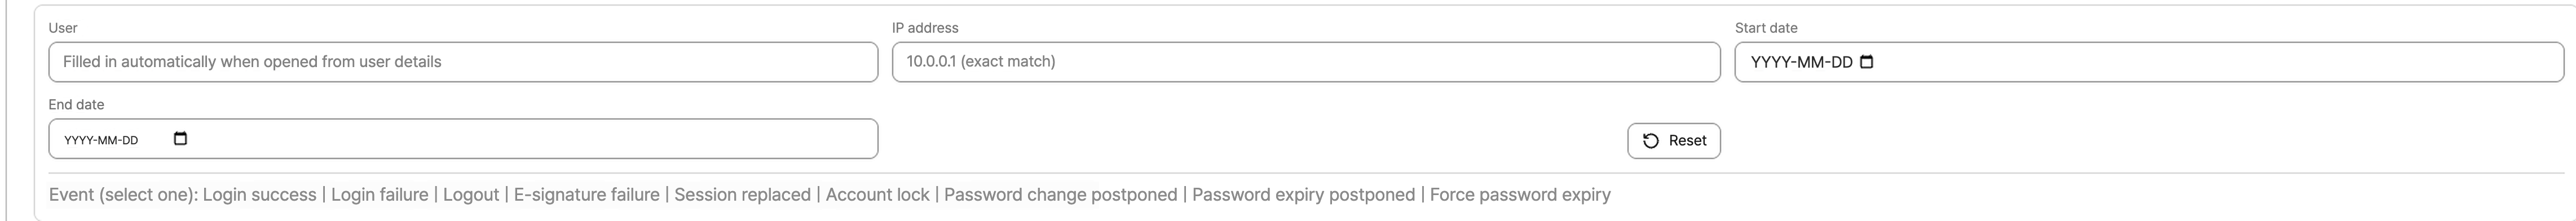 User
Filled in automatically when opened from user details
IP address
10.0.0.1 (exact match)
Start date
YYYY-MM-DD
End date
YYYY-MM-DD
Reset
Event (select one): Login success | Login failure | Logout | E-signature failure | Session replaced | Account lock | Password change postponed | Password expiry postponed | Force password expiry